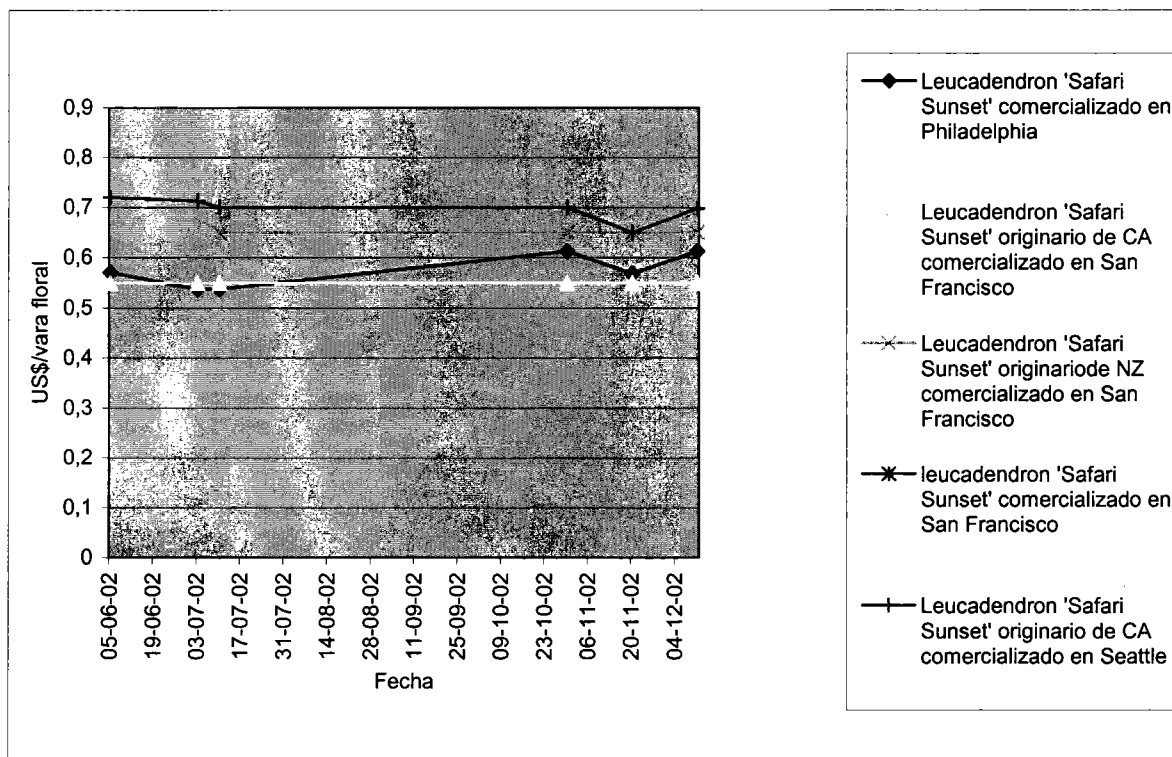 0,9
0,8
0,7
0,6
0,5
0,4
0,3
0,2
0,1
0
US$/vara floral
05-06-02
19-06-02
03-07-02
17-07-02
31-07-02
14-08-02
28-08-02
11-09-02
25-09-02
09-10-02
23-10-02
06-11-02
20-11-02
04-12-02
Fecha
Leucadendron 'Safari
Sunset' comercializado en
Philadelphia
Leucadendron 'Safari
Sunset' originario de CA
comercializado en San
Francisco
Leucadendron 'Safari
Sunset' originariode NZ
comercializado en San
Francisco
leucadendron 'Safari
Sunset' comercializado en
San Francisco
Leucadendron 'Safari
Sunset' originario de CA
comercializado en Seattle